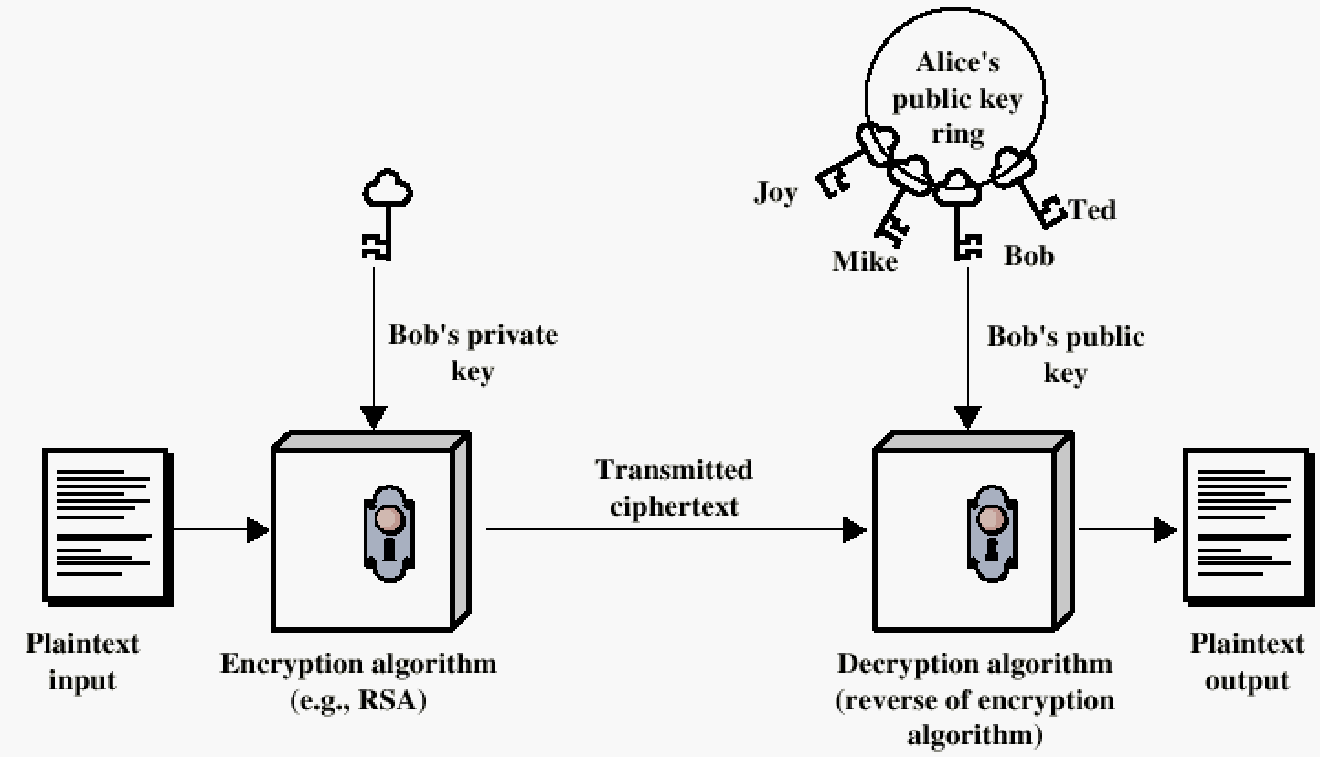 Alice's
public key
ring
Joy
Ted
Mike
Bob
Bob's private
key
Bob's public
key
Transmitted
ciphertext
Plaintext
input
Encryption algorithm
(e.g., RSA)
Decryption algorithm
(reverse of encryption
algorithm)
Plaintext
output